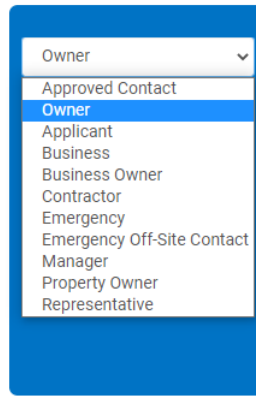 Owner
Approved Contact
Owner
Applicant
Business
Business Owner
Contractor
Emergency
Emergency Off-Site Contact
Manager
Property Owner
Representative